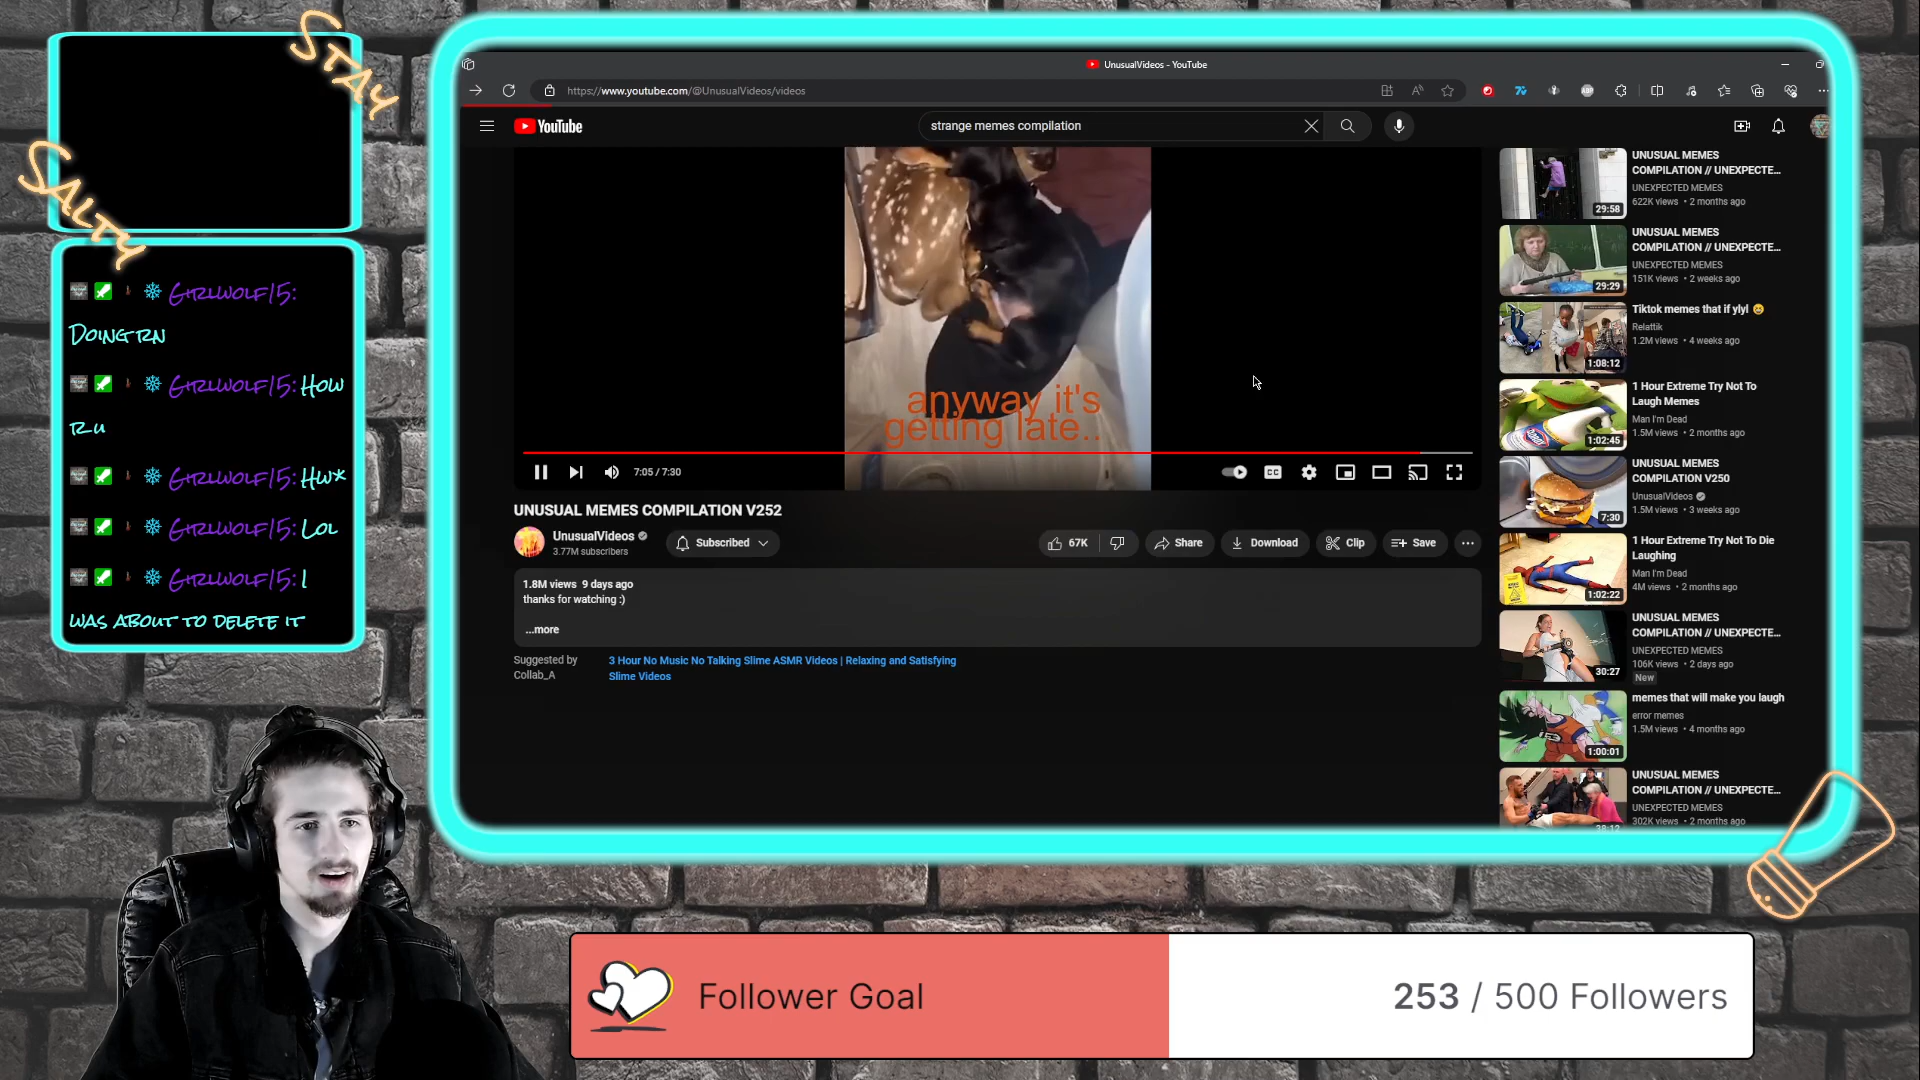 STAY
SALTY
Girlwolf15:
Doing rn
Girlwolf15: How
r u
Girlwolf15: Hwx
Girlwolf15: Lol
Girlwolf15: I
was about to delete it
UnusualVideos - YouTube
https://www.youtube.com/@UnusualVideos/videos
YouTube
strange memes compilation
anyway it's
getting late..
7:05 / 7:30
CC
UNUSUAL MEMES COMPILATION V252
UnusualVideos
3.77M subscribers
Subscribed
67K
Share
Download
Clip
Save
1.8M views 9 days ago
thanks for watching :)
...more
Suggested by
Collab_A
3 Hour No Music No Talking Slime ASMR Videos | Relaxing and Satisfying
Slime Videos
UNUSUAL MEMES
COMPILATION // UNEXPECTE...
UNEXPECTED MEMES
622K views • 2 months ago
29:58
UNUSUAL MEMES
COMPILATION // UNEXPECTE...
UNEXPECTED MEMES
151K views • 2 weeks ago
29:29
Tiktok memes that if ylyl
Relattik
1.2M views • 4 weeks ago
1:08:12
1 Hour Extreme Try Not To
Laugh Memes
Man I'm Dead
1.5M views • 2 months ago
1:02:45
UNUSUAL MEMES
COMPILATION V250
UnusualVideos
1.5M views • 3 weeks ago
7:30
1 Hour Extreme Try Not To Die
Laughing
Man I'm Dead
4M views • 2 months ago
1:02:22
UNUSUAL MEMES
COMPILATION // UNEXPECTE...
UNEXPECTED MEMES
106K views • 2 days ago
New
30:27
memes that will make you laugh
error memes
1.5M views • 4 months ago
1:00:01
UNUSUAL MEMES
COMPILATION // UNEXPECTE...
UNEXPECTED MEMES
302K views • 2 months ago
Follower Goal
253 / 500 Followers